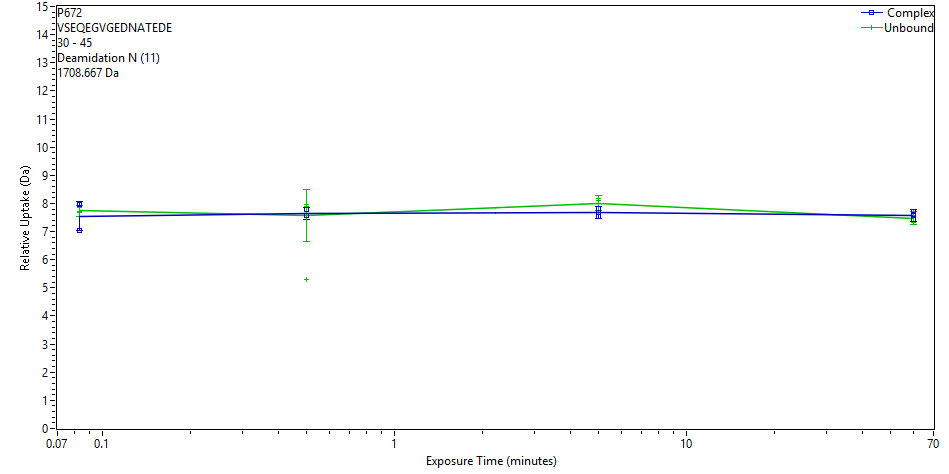 P672
VSEQEGVGEDNATEDE
30 - 45
Deamidation N (11)
1708.667 Da
Complex
Unbound
15
14
13
12
11
10
9
8
7
6
5
4
3
2
1
0
Relative Uptake (Da)
0.07 0.1 1 10 70
Exposure Time (minutes)